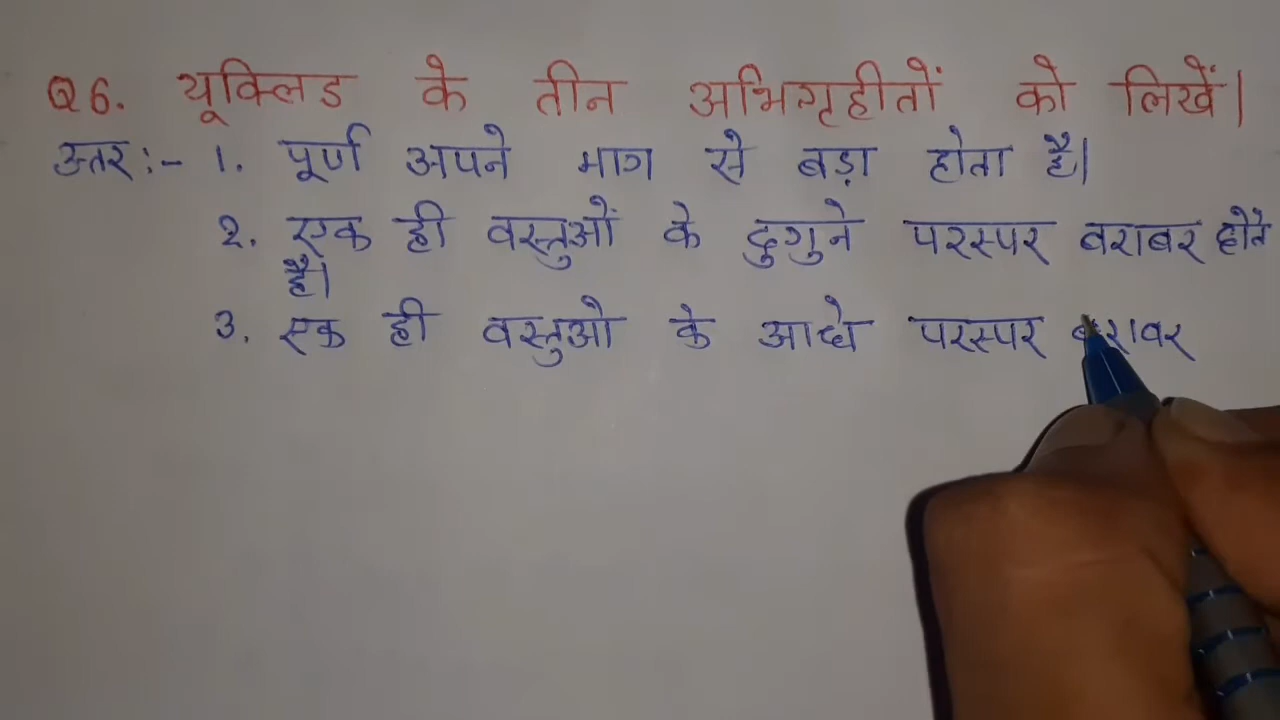 Q6. यूक्लिड के तीन अभिगृहीतों को लिखें।
उत्तर:- 1. पूर्ण अपने भाग से बड़ा होता है।
2. एक ही वस्तुओं के दुगुने परस्पर बराबर होते
है।
3. एक ही वस्तुओ के आधे परस्पर बराबर